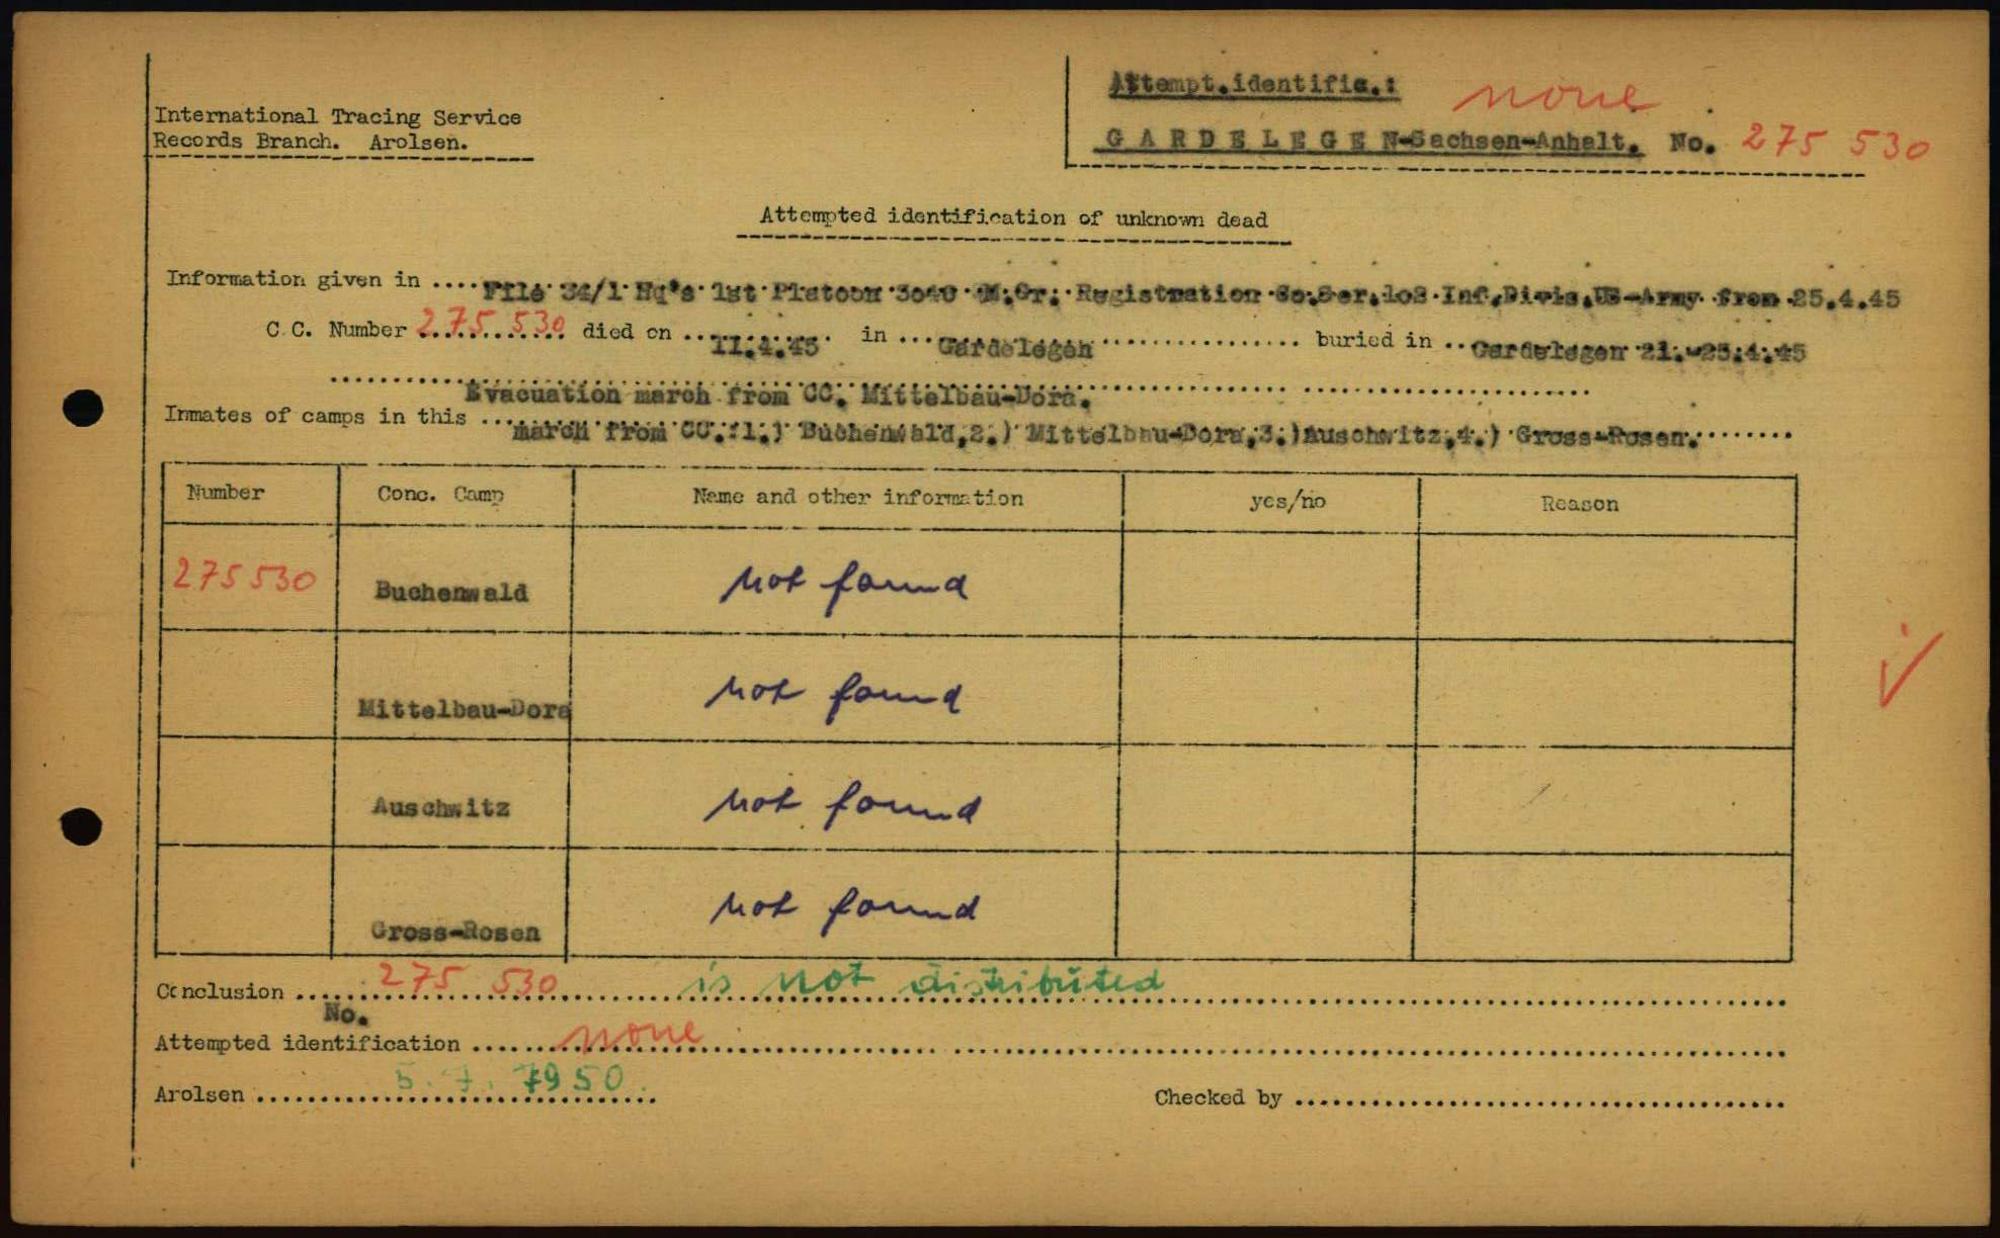 International Tracing Service
Records Branch. Arolsen.
Attempt.identific.: none
GARDELEGEN-Sachsen-Anhalt. No. 275 530
Attempted identification of unknown dead
Information given in .... File 34/1 Hq's 1st Platoon 3040 Gr. Registration Co.Ser.102 Inf.Divis.US-Army from 25.4.45
C.C. Number 275 530 died on 11.4.45 in Gardelegen buried in Gardelegen 21.-25.4.45
Evacuation march from CC. Mittelbau-Dora.
Inmates of camps in this ... march from CC.:1.) Buchenwald,2.) Mittelbau-Dora,3.)Auschwitz,4.) Gross-Rosen.
Number Conc. Camp Name and other information yes/no Reason
275530 Buchenwald not found
Mittelbau-Dora not found
Auschwitz not found
Gross-Rosen not found
Conclusion 275 530 is not distributed
No.
Attempted identification none
Arolsen 5.7.1950.
Checked by